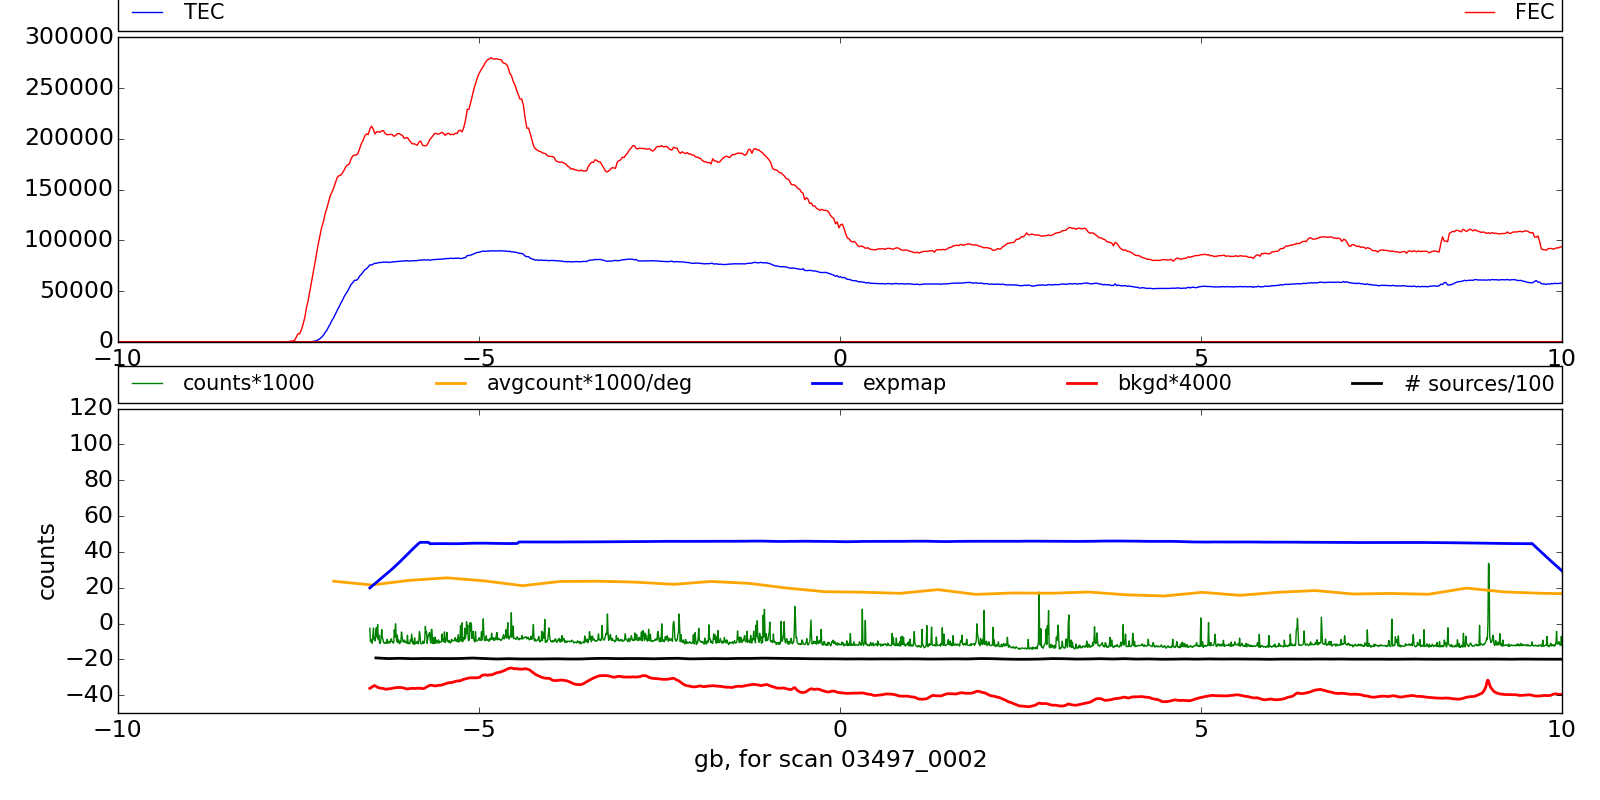 TEC FEC
300000
250000
200000
150000
100000
50000
0
−10 −5 0 5 10
counts*1000 avgcount*1000/deg expmap bkgd*4000 # sources/100
120
100
80
60
40
20
0
−20
−40
counts
−10 −5 0 5 10
gb, for scan 03497_0002